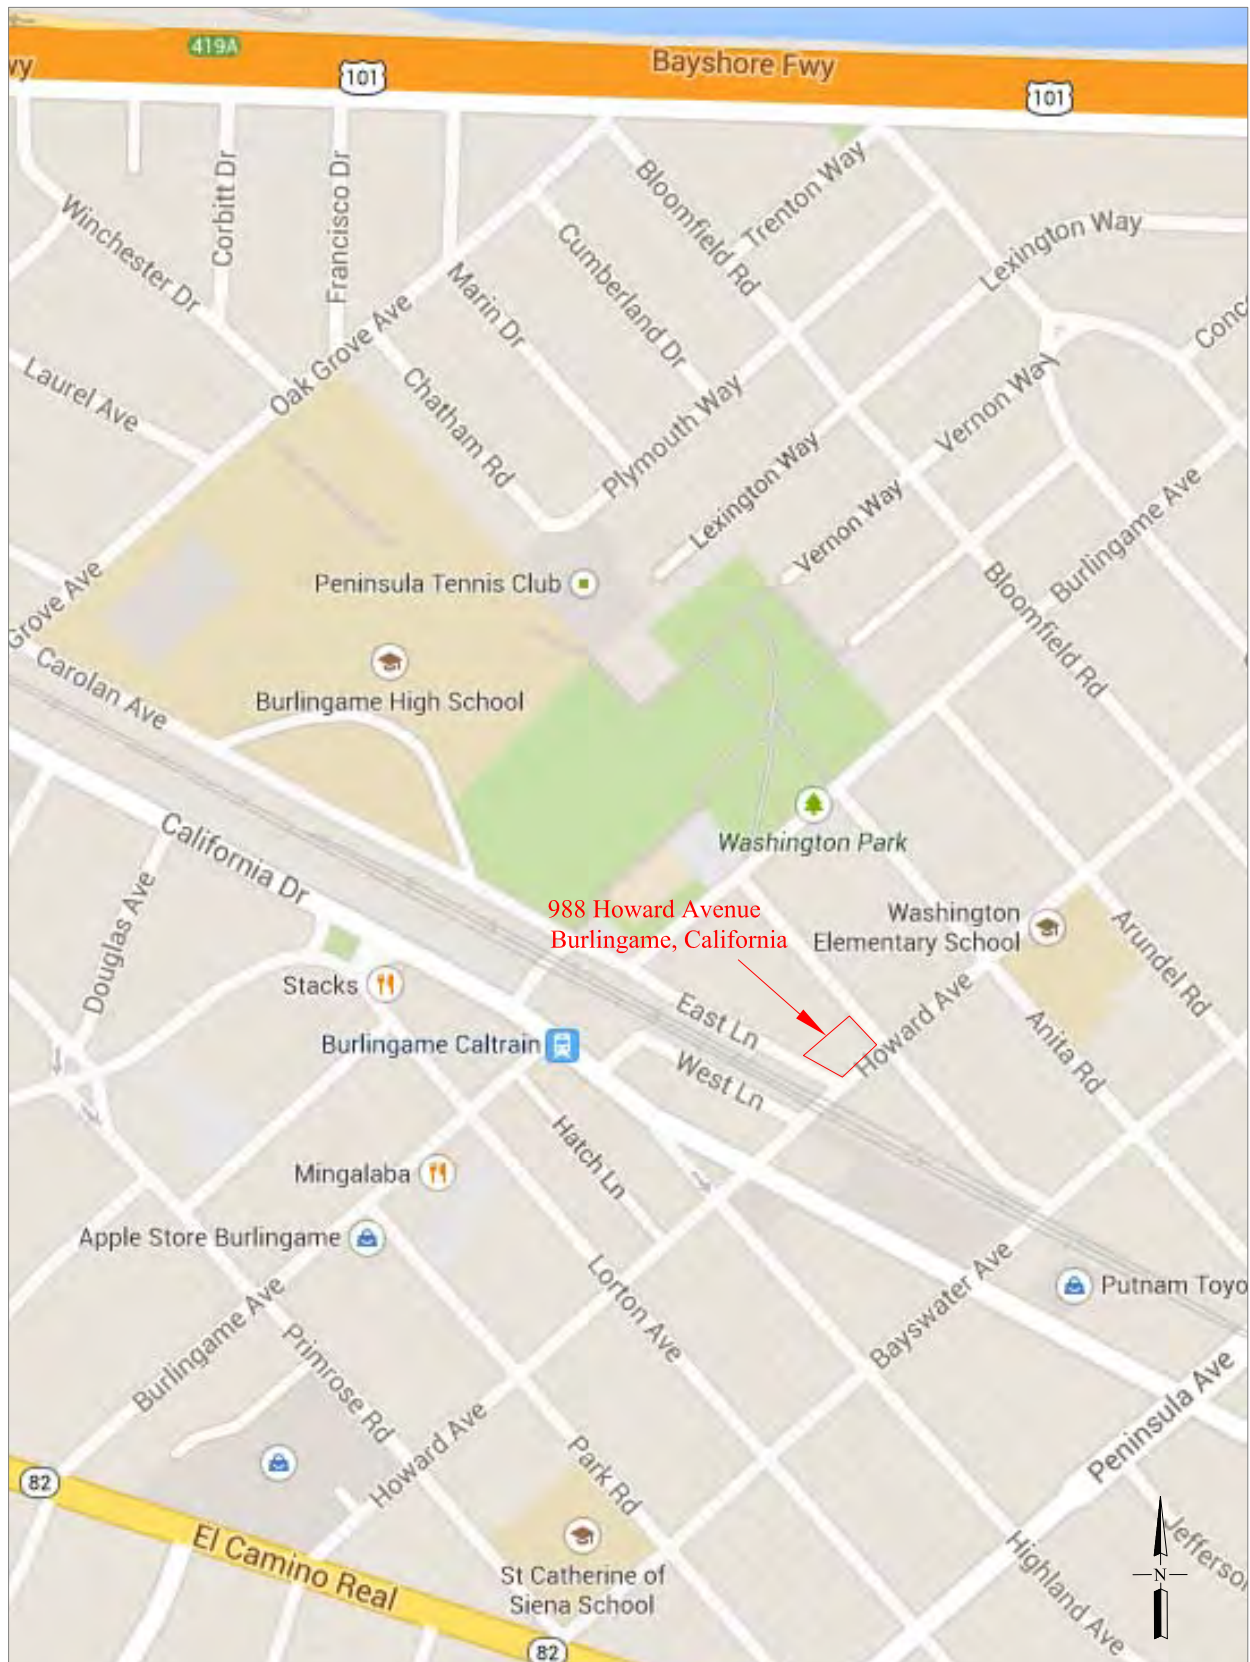 419A
101
Bayshore Fwy
101
wy
Corbitt Dr
Francisco Dr
Bloomfield Rd
Trenton Way
Lexington Way
Winchester Dr
Cumberland Dr
Marin Dr
Conc
Oak Grove Ave
Laurel Ave
Chatham Rd
Plymouth Way
Vernon Way
Lexington Way
Vernon Way
Burlingame Ave
Peninsula Tennis Club
Grove Ave
Bloomfield Rd
Carolan Ave
Burlingame High School
Washington Park
California Dr
Douglas Ave
988 Howard Avenue
Burlingame, California
Washington
Elementary School
Arundel Rd
Stacks
East Ln
Howard Ave
Anita Rd
Burlingame Caltrain
West Ln
Hatch Ln
Mingalaba
Apple Store Burlingame
Lorton Ave
Bayswater Ave
Putnam Toyo
Burlingame Ave
Primrose Rd
Howard Ave
Park Rd
Peninsula Ave
82
El Camino Real
St Catherine of
Siena School
Highland Ave
Jefferson
N
82